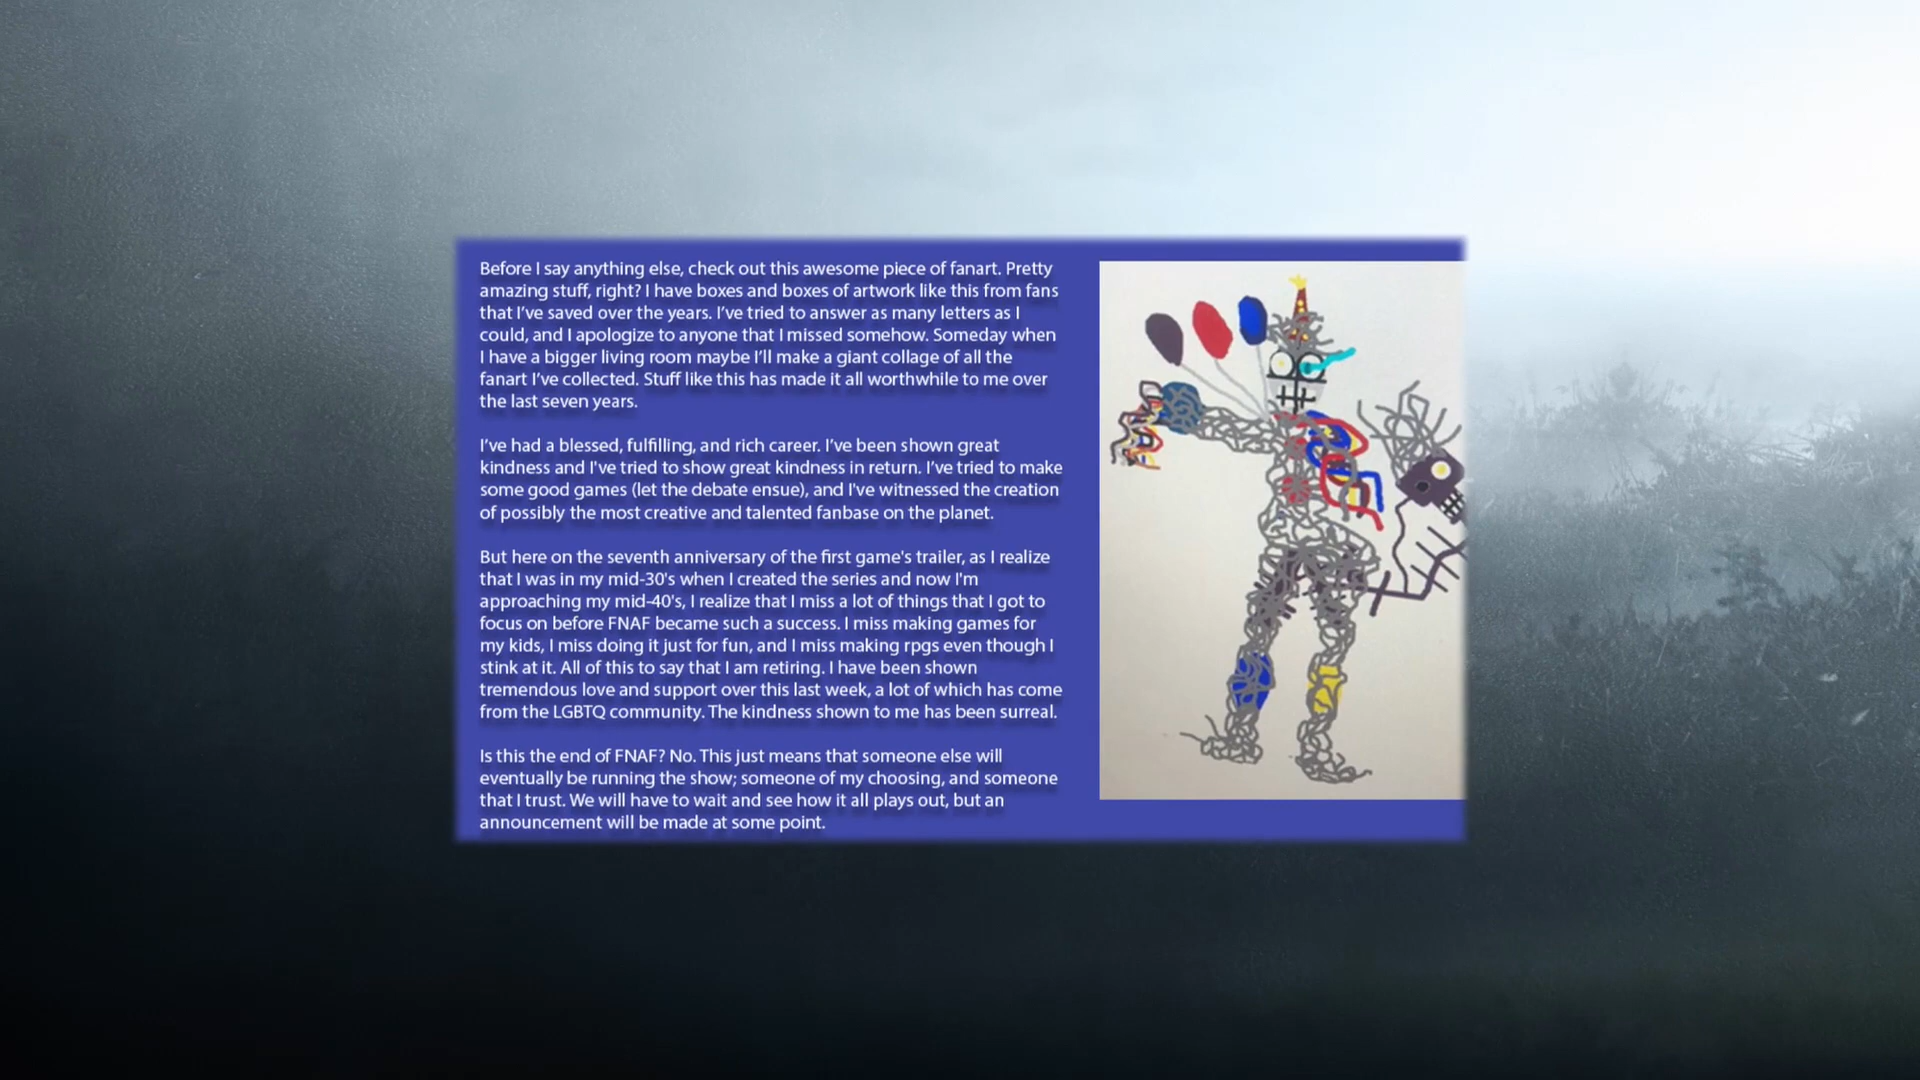 Before I say anything else, check out this awesome piece of fanart. Pretty
amazing stuff, right? I have boxes and boxes of artwork like this from fans
that I've saved over the years. I've tried to answer as many letters as I
could, and I apologize to anyone that I missed somehow. Someday when
I have a bigger living room maybe I'll make a giant collage of all the
fanart I've collected. Stuff like this has made it all worthwhile to me over
the last seven years.
I've had a blessed, fulfilling, and rich career. I've been shown great
kindness and I've tried to show great kindness in return. I've tried to make
some good games (let the debate ensue), and I've witnessed the creation
of possibly the most creative and talented fanbase on the planet.
But here on the seventh anniversary of the first game's trailer, as I realize
that I was in my mid-30's when I created the series and now I'm
approaching my mid-40's, I realize that I miss a lot of things that I got to
focus on before FNAF became such a success. I miss making games for
my kids, I miss doing it just for fun, and I miss making rpgs even though I
stink at it. All of this to say that I am retiring. I have been shown
tremendous love and support over this last week, a lot of which has come
from the LGBTQ community. The kindness shown to me has been surreal.
Is this the end of FNAF? No. This just means that someone else will
eventually be running the show; someone of my choosing, and someone
that I trust. We will have to wait and see how it all plays out, but an
announcement will be made at some point.